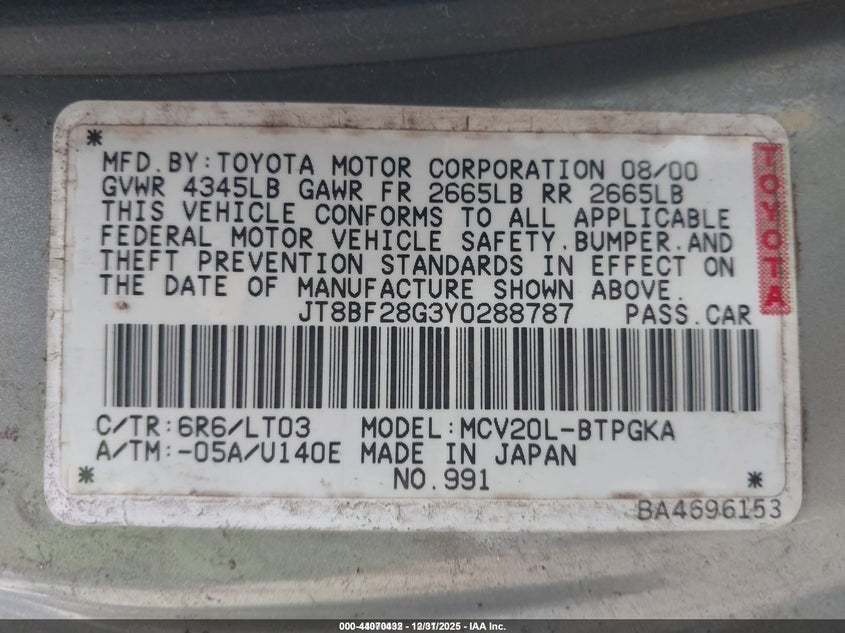 MFD.BY:TOYOTA MOTOR CORPORATION 08/00
GVWR 4345LB GAWR FR 2665LB RR 2665LB
THIS VEHICLE CONFORMS TO ALL APPLICABLE
FEDERAL MOTOR VEHICLE SAFETY,BUMPER,AND
THEFT PREVENTION STANDARDS IN EFFECT ON
THE DATE OF MANUFACTURE SHOWN ABOVE.
JT8BF28G3Y0288787 PASS.CAR
TOYOTA
C/TR:6R6/LT03 MODEL:MCV20L-BTPGKA
A/TM:-05A/U140E MADE IN JAPAN
NO.991
BA4696153
000-44070432 - 12/31/2025 - IAA Inc.